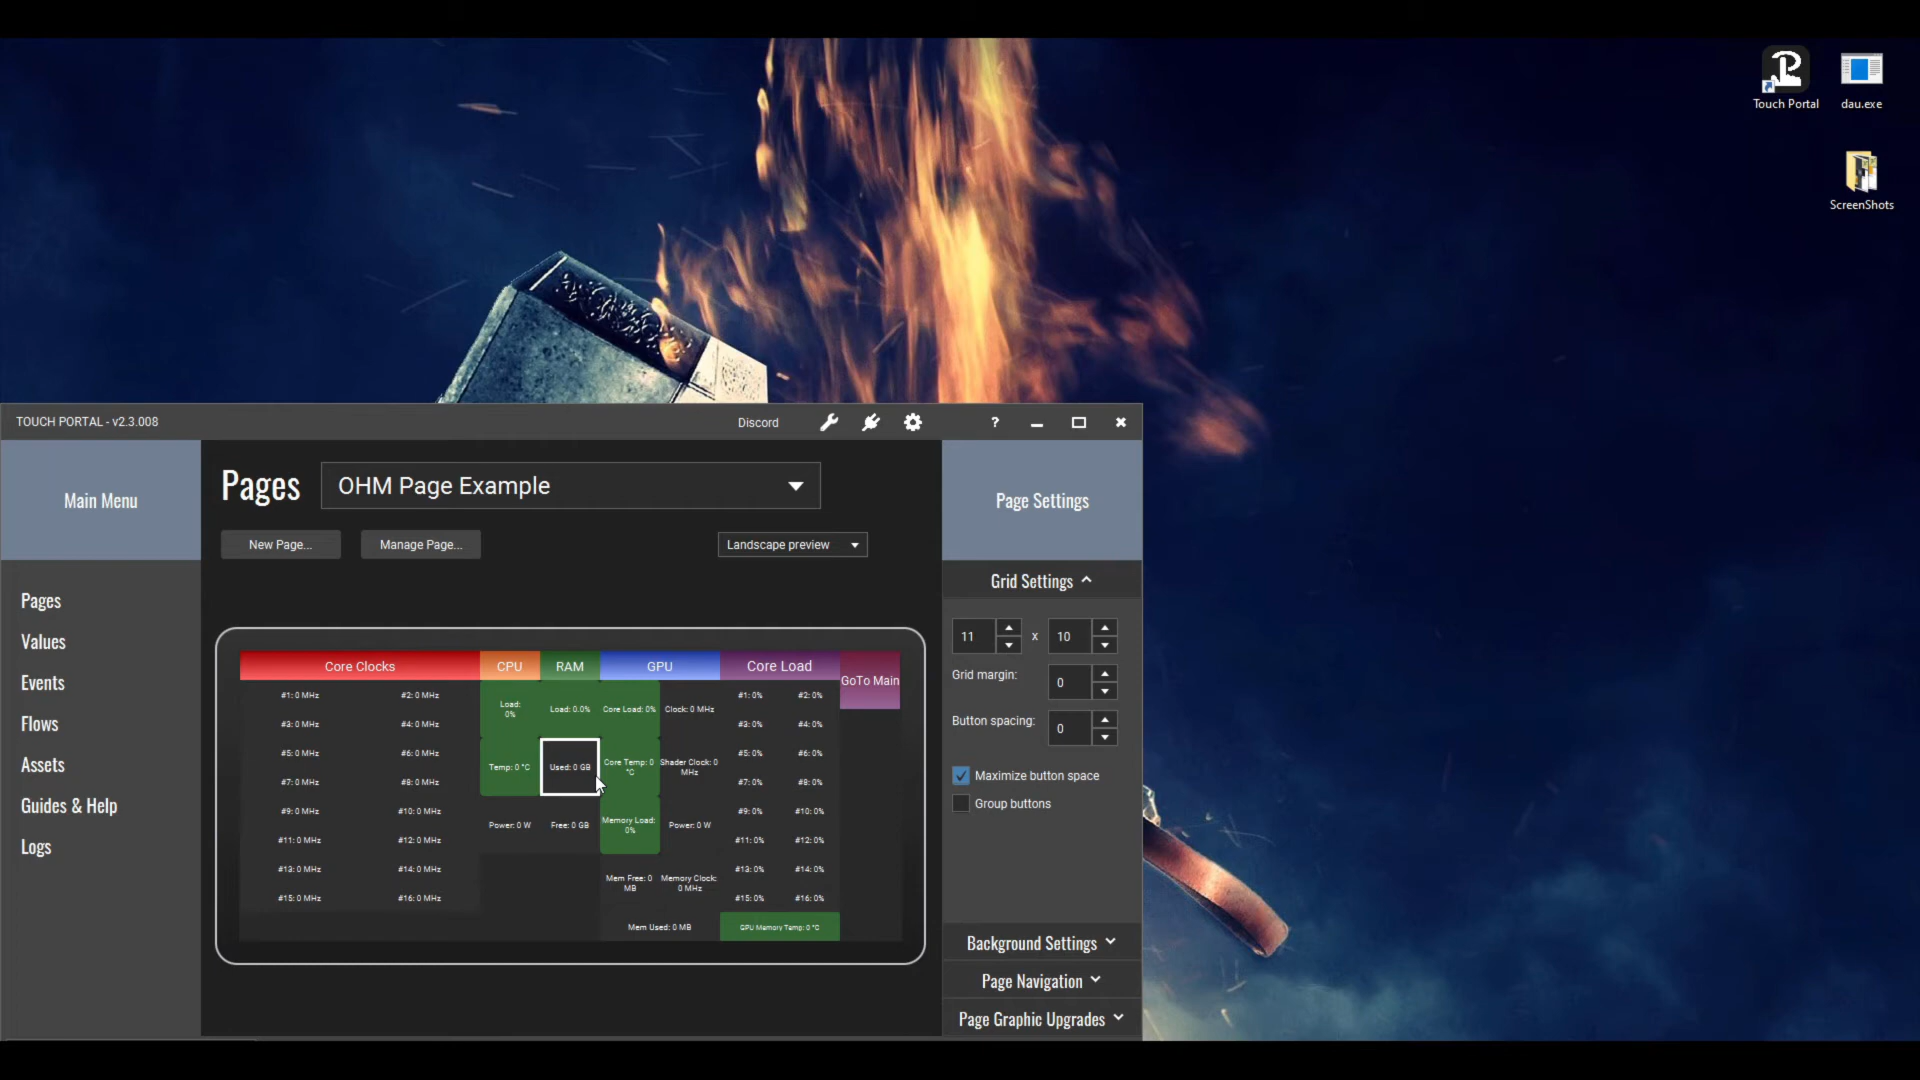 Touch Portal
dau.exe
ScreenShots
TOUCH PORTAL - v2.3.008
Discord
?
Main Menu
Pages
Values
Events
Flows
Assets
Guides & Help
Logs
Pages
OHM Page Example
New Page...
Manage Page...
Landscape preview
Core Clocks
CPU
RAM
GPU
Core Load
GoTo Main
#1: 0 MHz
#2: 0 MHz
#3: 0 MHz
#4: 0 MHz
#5: 0 MHz
#6: 0 MHz
#7: 0 MHz
#8: 0 MHz
#9: 0 MHz
#10: 0 MHz
#11: 0 MHz
#12: 0 MHz
#13: 0 MHz
#14: 0 MHz
#15: 0 MHz
#16: 0 MHz
Load:
0%
Temp: 0 °C
Power: 0 W
Load: 0.0%
Used: 0 GB
Free: 0 GB
Core Load: 0%
Clock: 0 MHz
Core Temp: 0
°C
Shader Clock: 0
MHz
Memory Load:
0%
Power: 0 W
Mem Free: 0
MB
Memory Clock:
0 MHz
Mem Used: 0 MB
#1: 0%
#2: 0%
#3: 0%
#4: 0%
#5: 0%
#6: 0%
#7: 0%
#8: 0%
#9: 0%
#10: 0%
#11: 0%
#12: 0%
#13: 0%
#14: 0%
#15: 0%
#16: 0%
GPU Memory Temp: 0 °C
Page Settings
Grid Settings
11 x 10
Grid margin: 0
Button spacing: 0
Maximize button space
Group buttons
Background Settings
Page Navigation
Page Graphic Upgrades